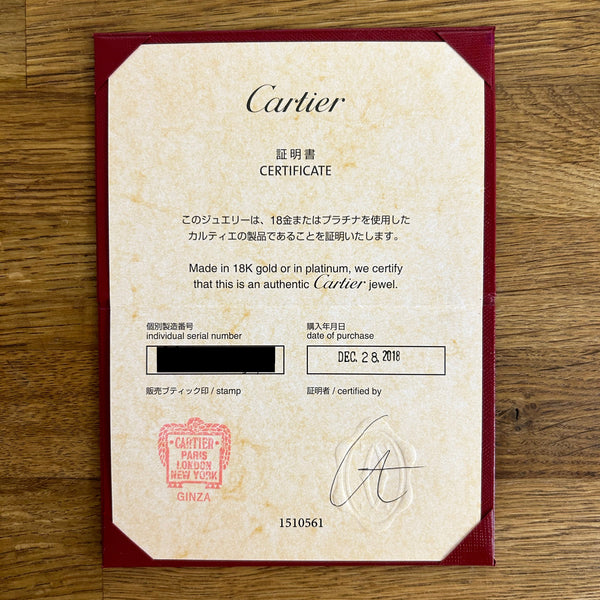 Cartier
証明書
CERTIFICATE
このジュエリーは、18金またはプラチナを使用した
カルティエの製品であることを証明いたします。
Made in 18K gold or in platinum, we certify
that this is an authentic Cartier jewel.
個別製造番号
individual serial number
購入年月日
date of purchase
DEC. 28. 2018
販売ブティック印 / stamp
証明者 / certified by
CARTIER
PARIS
LONDON
NEW YORK
GINZA
1510561